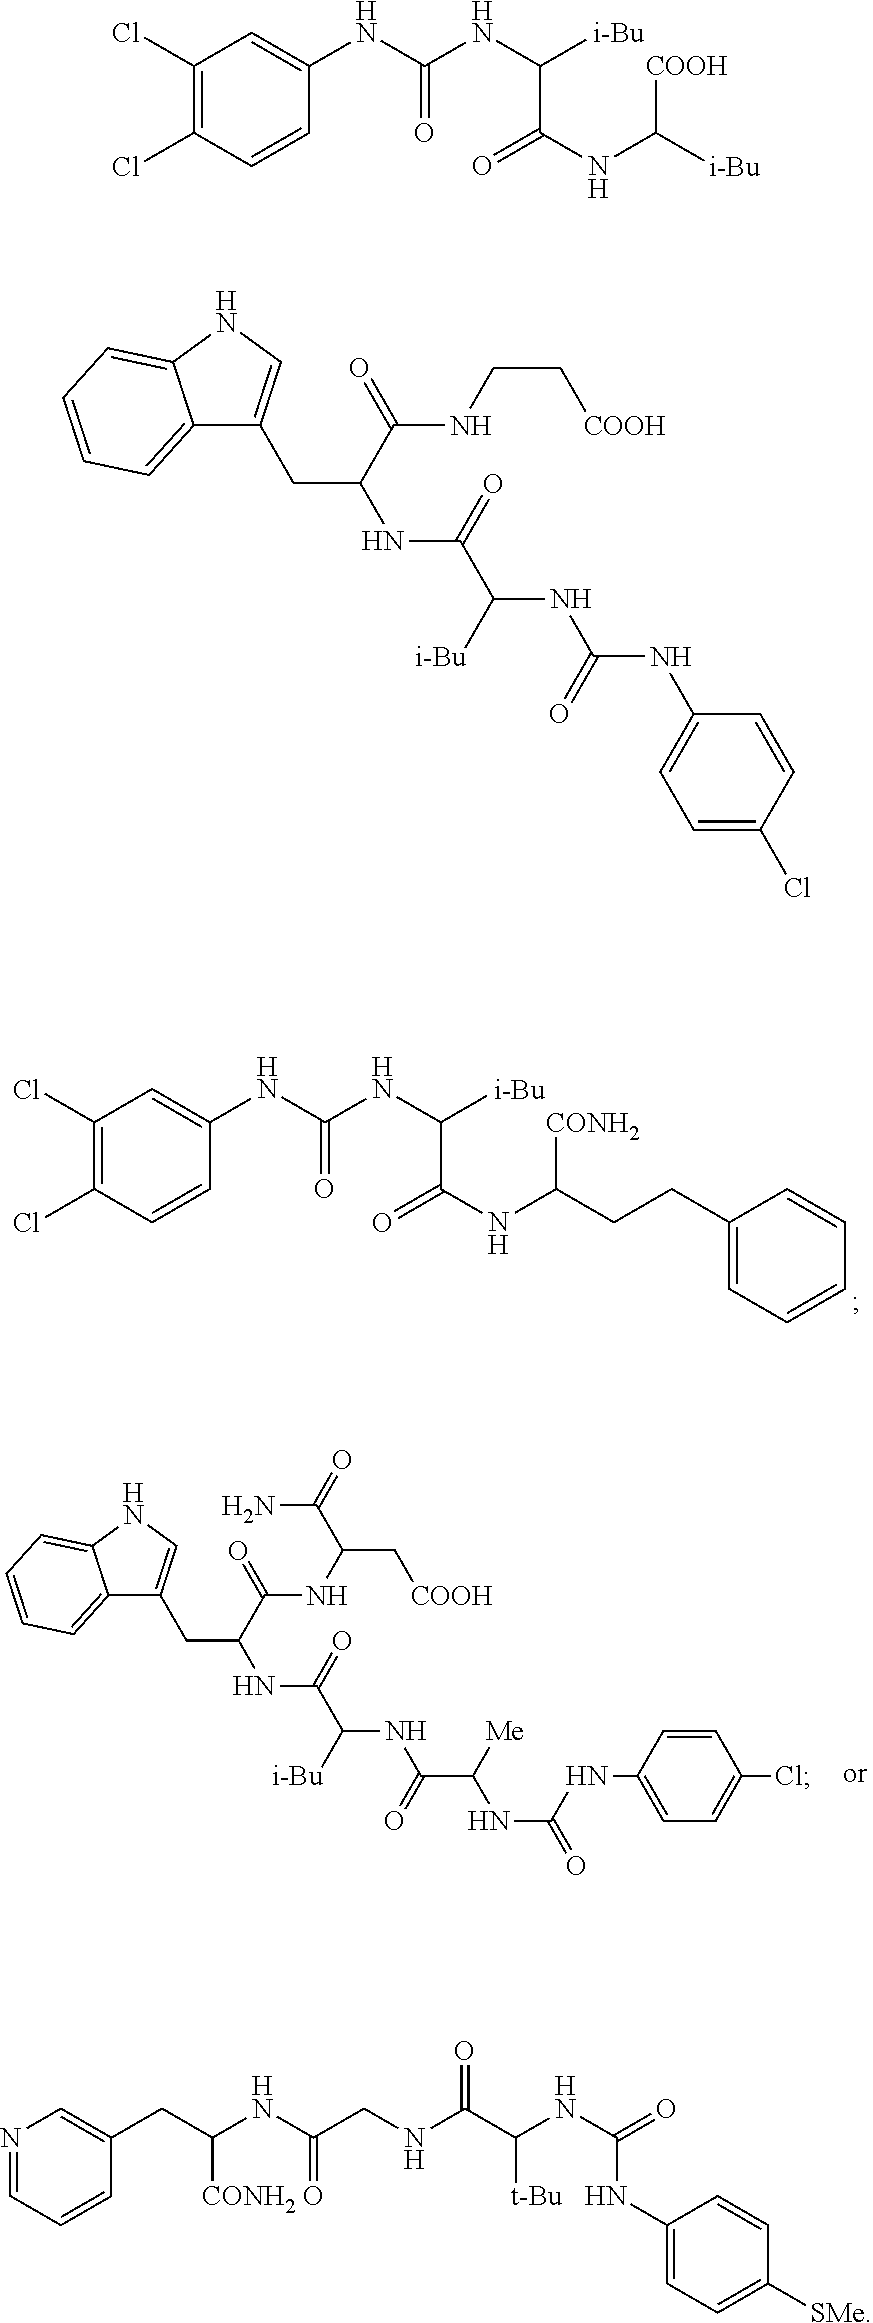 Cl H N H N i-Bu COOH
O
Cl O N H i-Bu
H
N
O
NH COOH
O
HN
NH
i-Bu NH
O
Cl
Cl H N H N i-Bu CONH2
O
Cl O N H ;
O
H2N
H
N
O NH COOH
O
HN
NH Me
i-Bu HN Cl; or
O HN
O
O
H N H N O
N
O N H
CONH2 t-Bu HN
SMe.